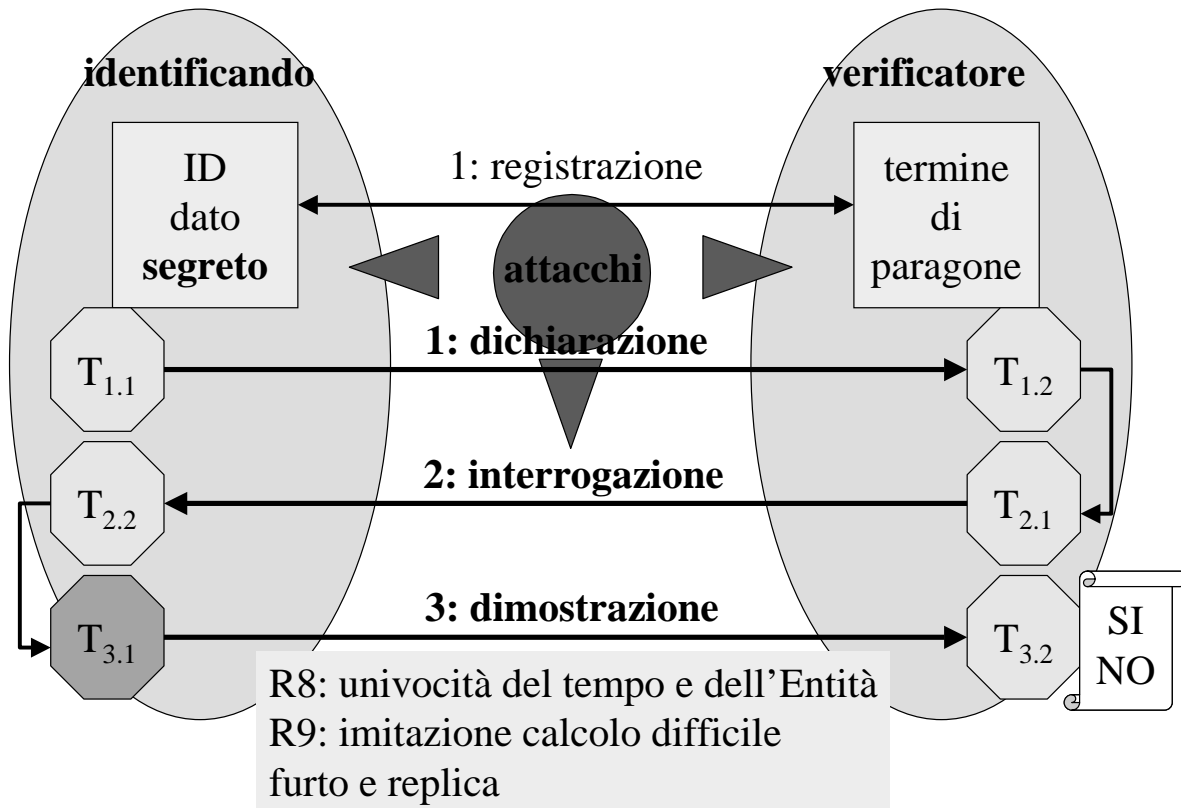 identificando
verificatore
ID
dato
segreto
1: registrazione
termine
di
paragone
attacchi
1: dichiarazione
T1.1
T1.2
2: interrogazione
T2.2
T2.1
3: dimostrazione
T3.1
T3.2
SI
NO
R8: univocità del tempo e dell’Entità
R9: imitazione calcolo difficile
furto e replica